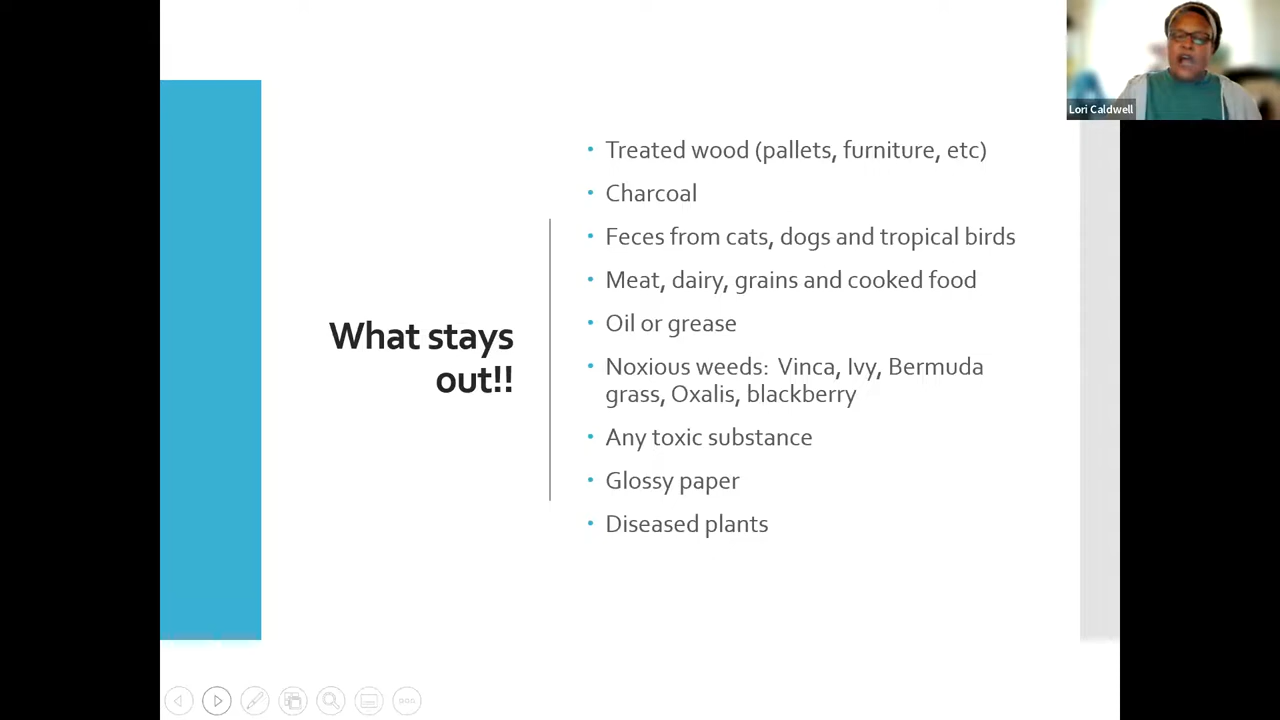 Lori Caldwell
What stays
out!!
• Treated wood (pallets, furniture, etc)
• Charcoal
• Feces from cats, dogs and tropical birds
• Meat, dairy, grains and cooked food
• Oil or grease
• Noxious weeds: Vinca, Ivy, Bermuda
grass, Oxalis, blackberry
• Any toxic substance
• Glossy paper
• Diseased plants